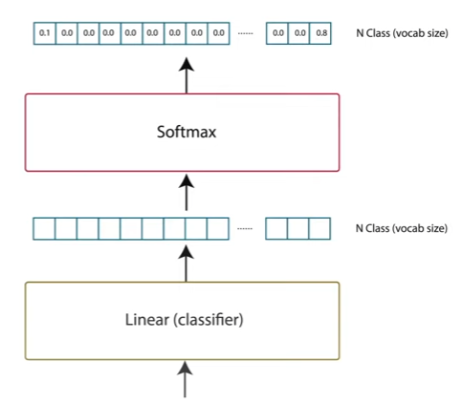 0.1 0.0 0.0 0.0 0.0 0.0 0.0 0.0 0.0 ...... 0.0 0.0 0.8 N Class (vocab size)
Softmax
...... N Class (vocab size)
Linear (classifier)